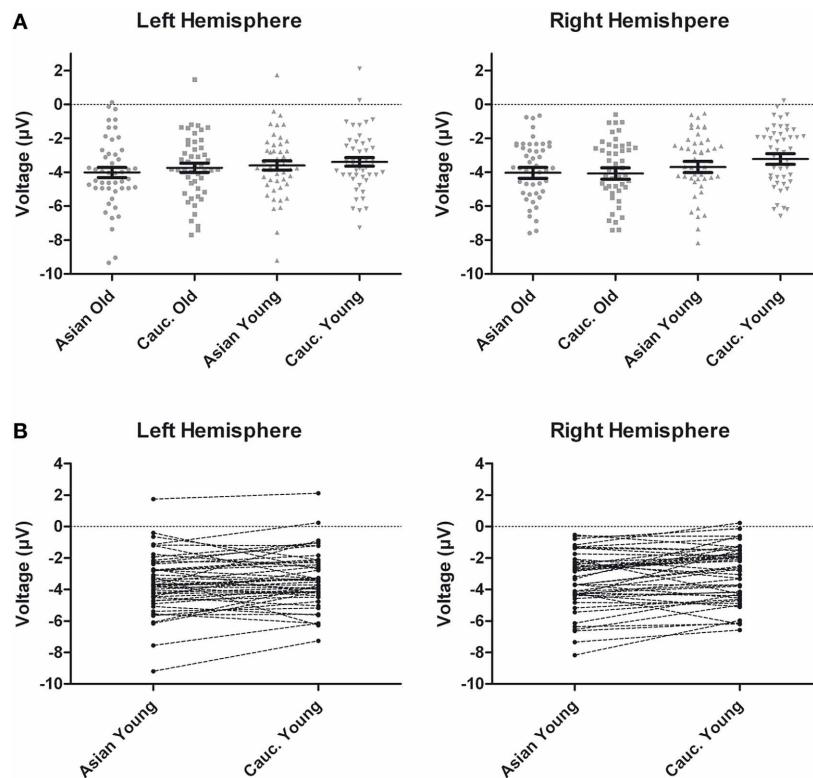 A
Left Hemisphere
Right Hemishpere
Voltage (µV)
2
0
-2
-4
-6
-8
-10
Asian Old
Cauc. Old
Asian Young
Cauc. Young
Voltage (µV)
2
0
-2
-4
-6
-8
-10
Asian Old
Cauc. Old
Asian Young
Cauc. Young
B
Left Hemisphere
Right Hemisphere
Voltage (µV)
4
2
0
-2
-4
-6
-8
-10
Asian Young
Cauc. Young
Voltage (µV)
4
2
0
-2
-4
-6
-8
-10
Asian Young
Cauc. Young